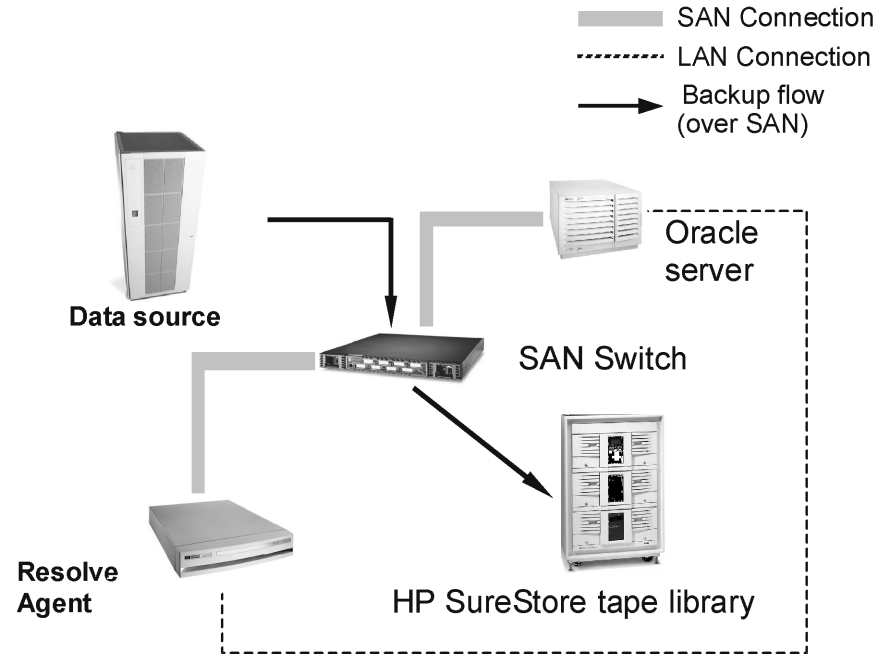 SAN Connection
LAN Connection
Backup flow
(over SAN)
Oracle
server
Data source
SAN Switch
Resolve
Agent
HP SureStore tape library